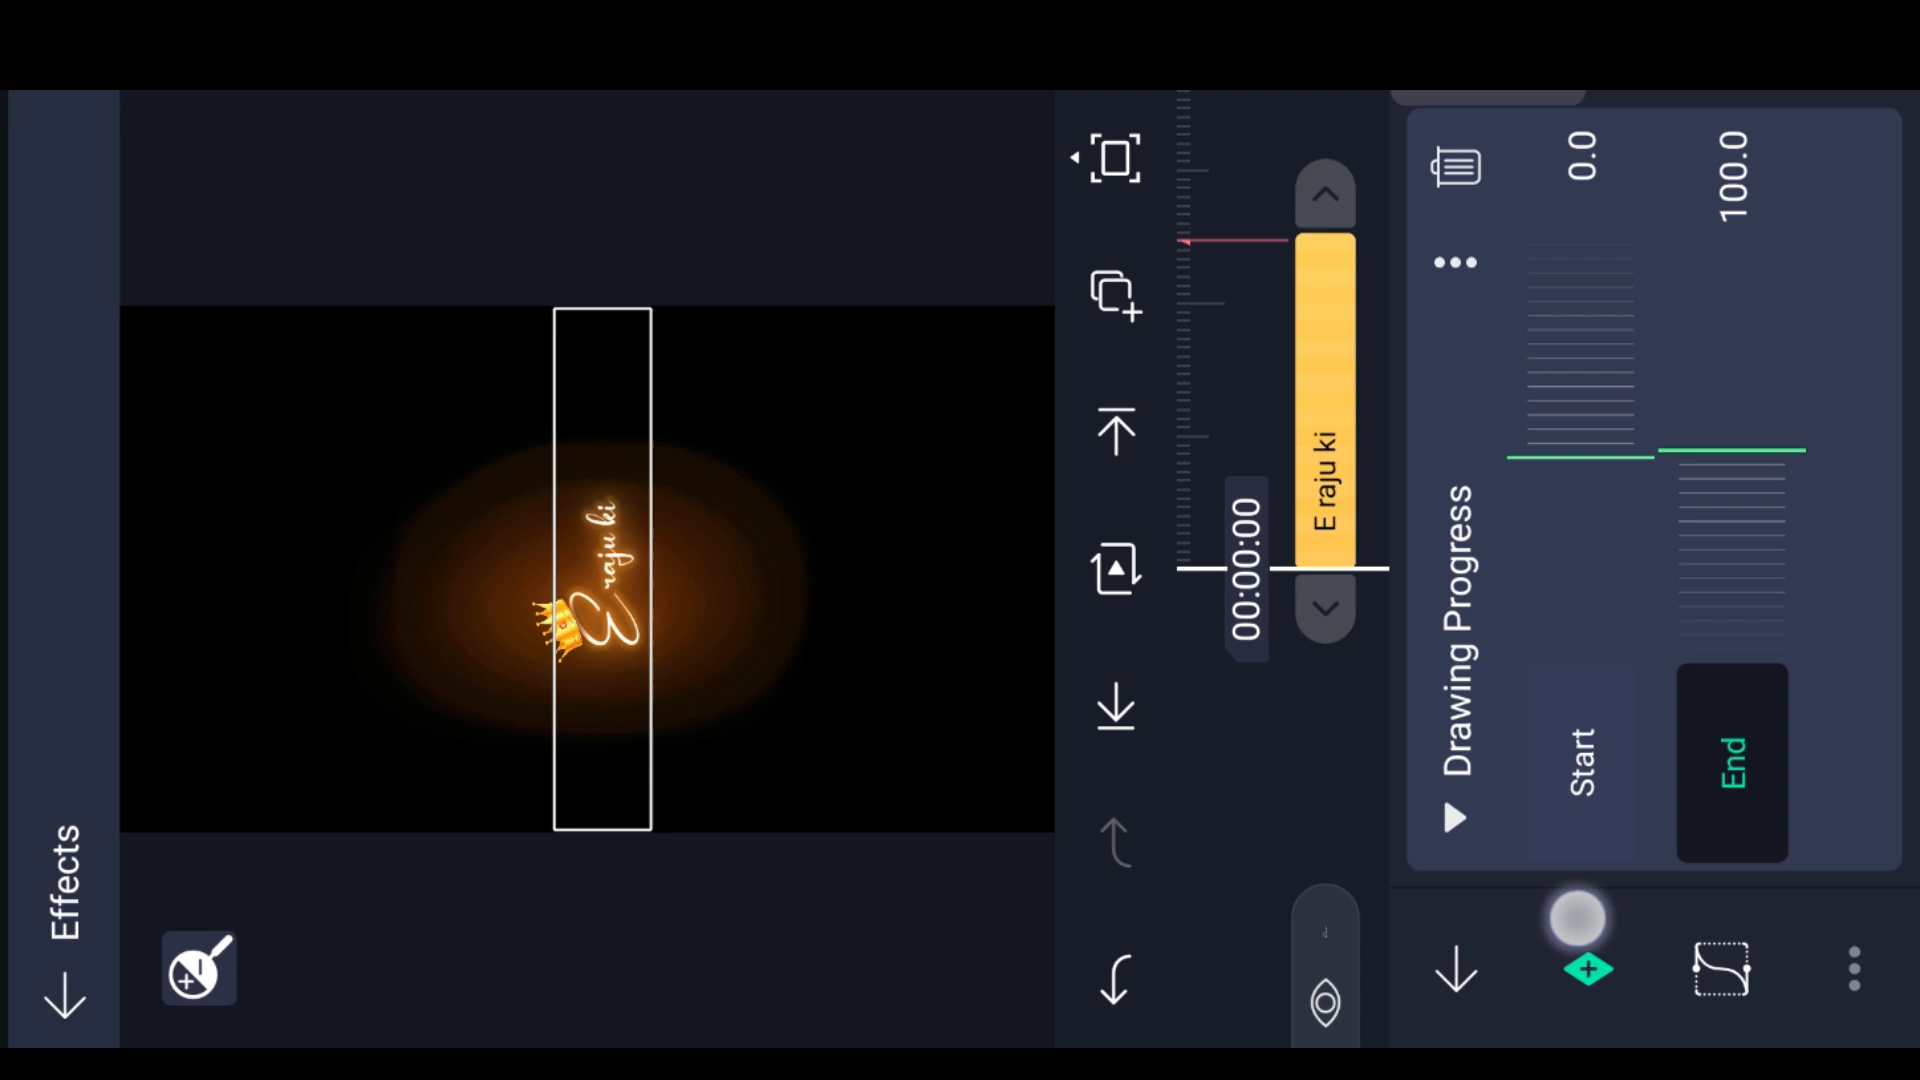 Effects
E raju ki
00:00:00
E raju ki
Drawing Progress
Start
0.0
End
100.0